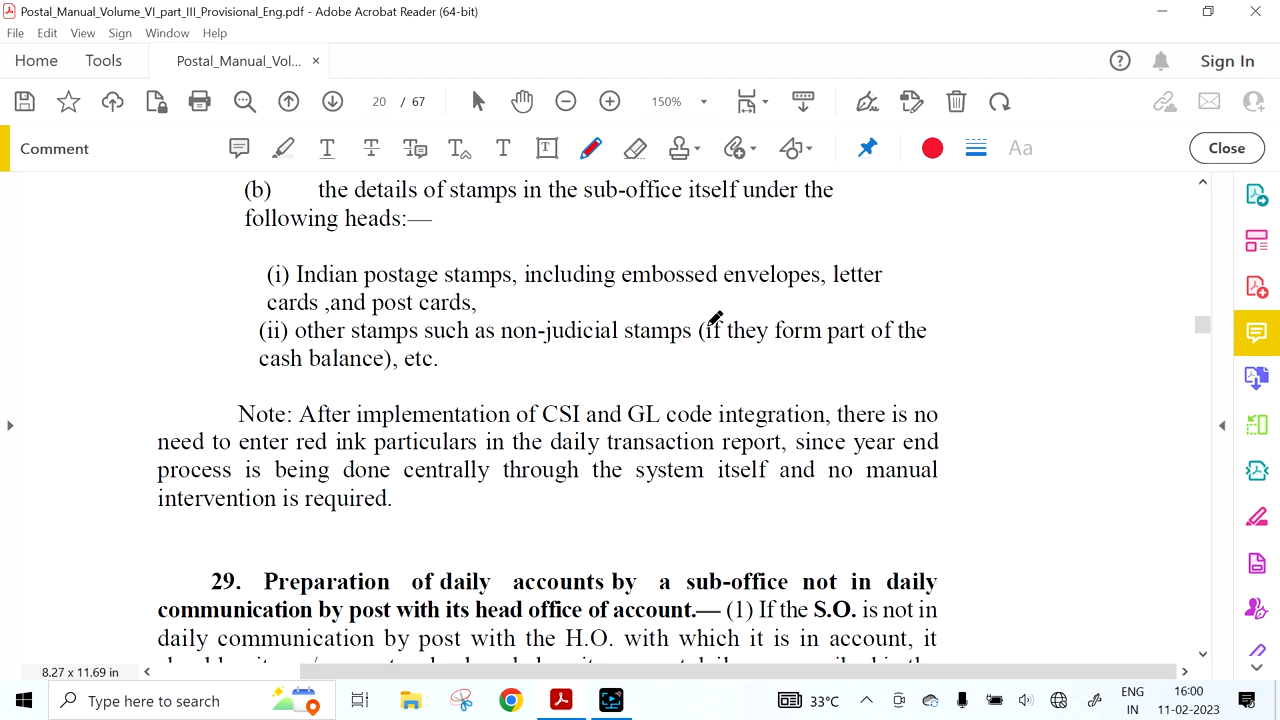 Postal_Manual_Volume_VI_part_III_Provisional_Eng.pdf - Adobe Acrobat Reader (64-bit)
File Edit View Sign Window Help
Home Tools Postal_Manual_Vol... × Sign In
20 / 67 150%
Comment Aa Close
(b) the details of stamps in the sub-office itself under the
following heads:—
(i) Indian postage stamps, including embossed envelopes, letter
cards ,and post cards,
(ii) other stamps such as non-judicial stamps (if they form part of the
cash balance), etc.
Note: After implementation of CSI and GL code integration, there is no
need to enter red ink particulars in the daily transaction report, since year end
process is being done centrally through the system itself and no manual
intervention is required.
29. Preparation of daily accounts by a sub-office not in daily
communication by post with its head office of account.— (1) If the S.O. is not in
daily communication by post with the H.O. with which it is in account, it
8.27 x 11.69 in
Type here to search 33°C ENG 16:00
IN 11-02-2023